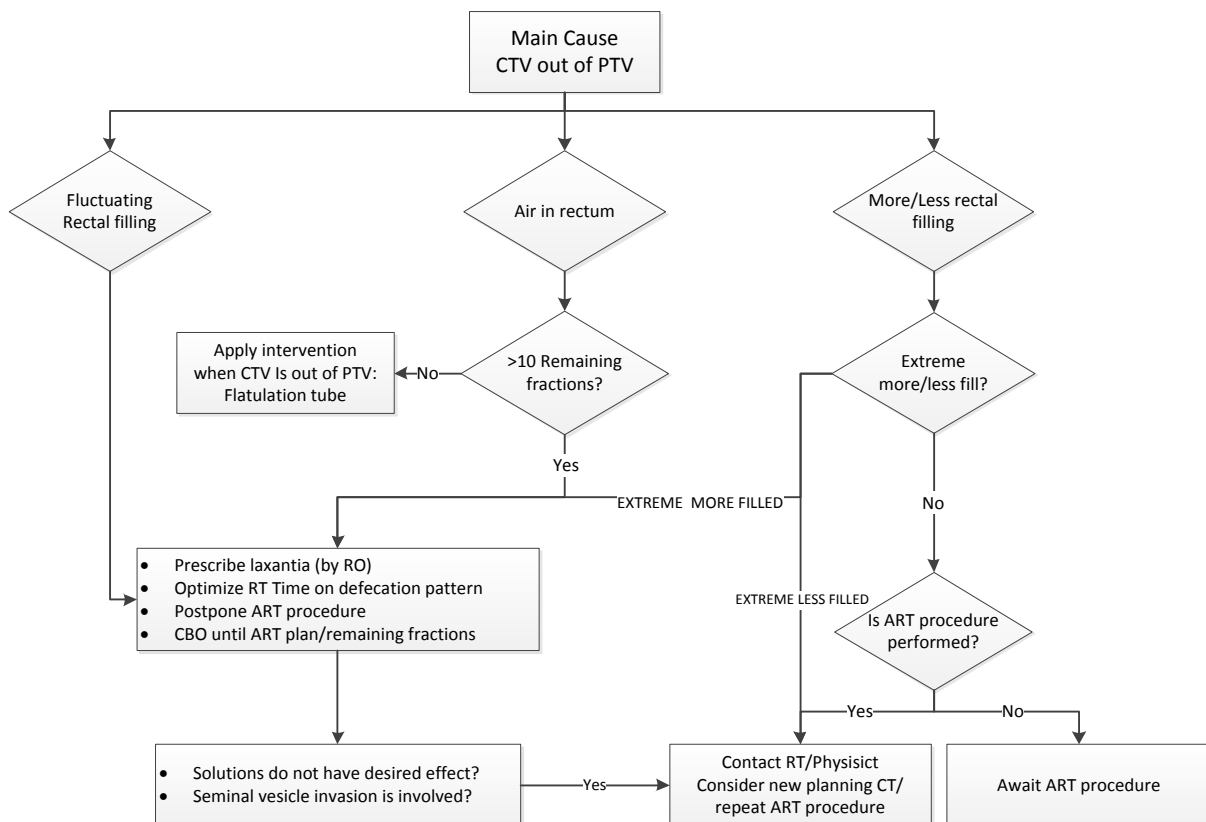 Main Cause
CTV out of PTV
Fluctuating
Rectal filling
Air in rectum
More/Less rectal
filling
Apply intervention
when CTV Is out of PTV:
Flatulation tube
No
>10 Remaining
fractions?
Extreme
more/less fill?
Yes
EXTREME MORE FILLED
No
• Prescribe laxantia (by RO)
• Optimize RT Time on defecation pattern
• Postpone ART procedure
• CBO until ART plan/remaining fractions
EXTREME LESS FILLED
Is ART procedure
performed?
Yes
No
• Solutions do not have desired effect?
• Seminal vesicle invasion is involved?
Yes
Contact RT/Physisict
Consider new planning CT/
repeat ART procedure
Await ART procedure